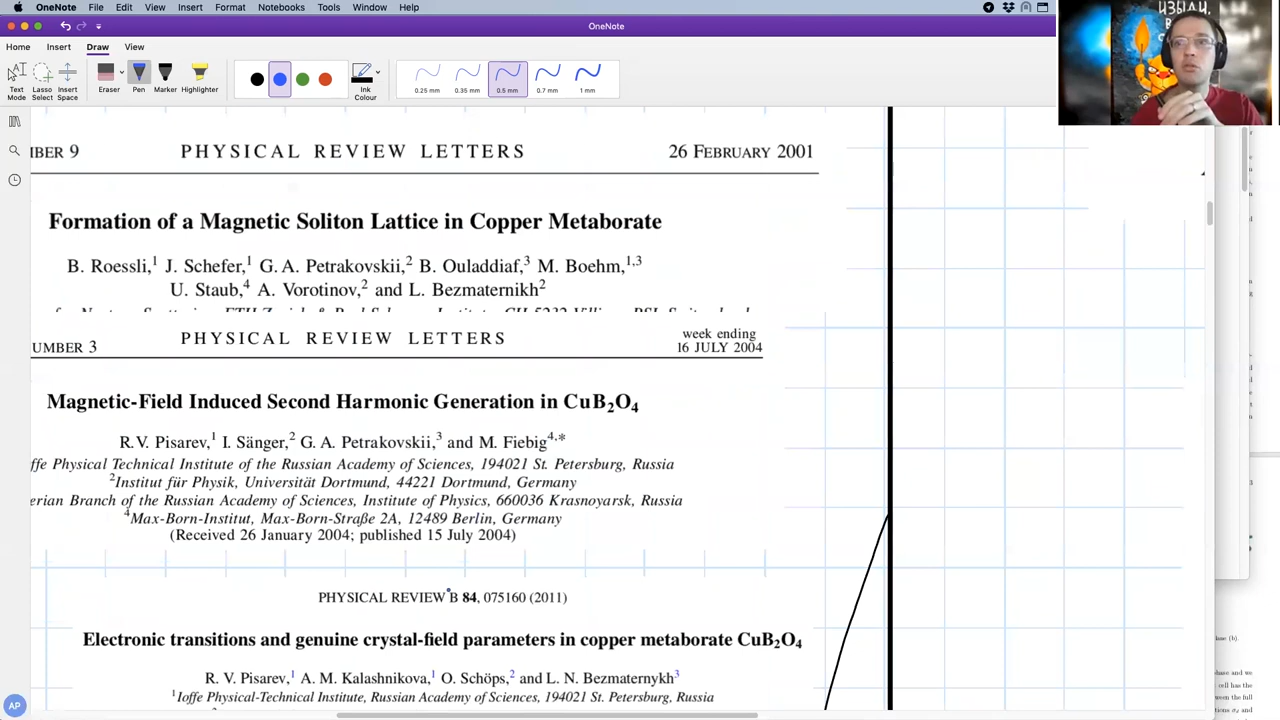 OneNote File Edit View Insert Format Notebooks Tools Window Help
OneNote
Home Insert Draw View
Text Mode
Lasso Select
Insert Space
Eraser
Pen
Marker
Highlighter
Ink Colour
0.25 mm
0.35 mm
0.5 mm
0.7 mm
1 mm
ИЗЫДИ,
MBER 9 PHYSICAL REVIEW LETTERS 26 FEBRUARY 2001
Formation of a Magnetic Soliton Lattice in Copper Metaborate
B. Roessli,1 J. Schefer,1 G. A. Petrakovskii,2 B. Ouladdiaf,3 M. Boehm,1,3
U. Staub,4 A. Vorotinov,2 and L. Bezmaternikh2
PHYSICAL REVIEW LETTERS
week ending
UMBER 3 16 JULY 2004
Magnetic-Field Induced Second Harmonic Generation in CuB2O4
R.V. Pisarev,1 I. Sänger,2 G. A. Petrakovskii,3 and M. Fiebig4,*
ffe Physical Technical Institute of the Russian Academy of Sciences, 194021 St. Petersburg, Russia
2Institut für Physik, Universität Dortmund, 44221 Dortmund, Germany
erian Branch of the Russian Academy of Sciences, Institute of Physics, 660036 Krasnoyarsk, Russia
4Max-Born-Institut, Max-Born-Straße 2A, 12489 Berlin, Germany
(Received 26 January 2004; published 15 July 2004)
PHYSICAL REVIEW B 84, 075160 (2011)
Electronic transitions and genuine crystal-field parameters in copper metaborate CuB2O4
R. V. Pisarev,1 A. M. Kalashnikova,1 O. Schöps,2 and L. N. Bezmaternykh3
1Ioffe Physical-Technical Institute, Russian Academy of Sciences, 194021 St. Petersburg, Russia
AP